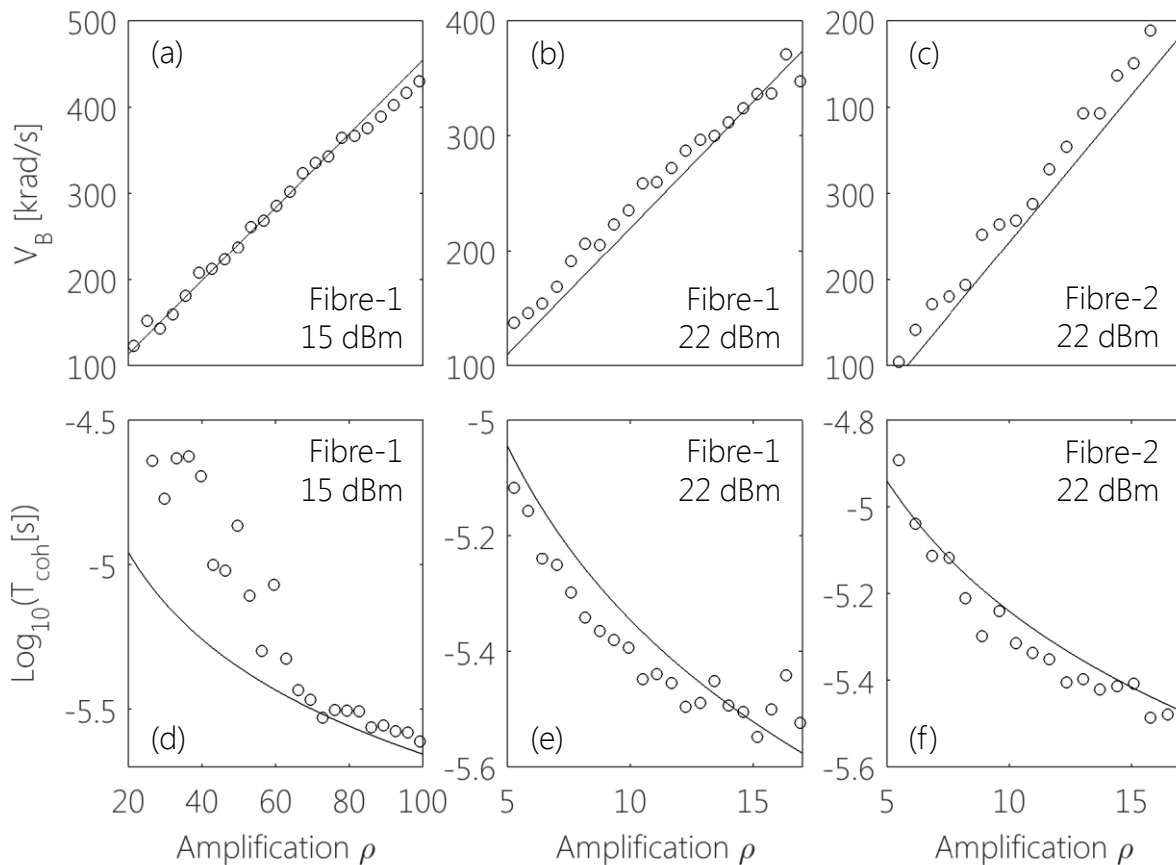 500
400
300
200
100
V_B [krad/s]
(a)
Fibre-1
15 dBm
400
300
200
100
(b)
Fibre-1
22 dBm
200
100
300
200
100
(c)
Fibre-2
22 dBm
-4.5
-5
-5.5
Log10(Tcoh[s])
Fibre-1
15 dBm
(d)
20 40 60 80 100
Amplification ρ
-5
-5.2
-5.4
-5.6
Fibre-1
22 dBm
(e)
5 10 15
Amplification ρ
-4.8
-5
-5.2
-5.4
-5.6
Fibre-2
22 dBm
(f)
5 10 15
Amplification ρ